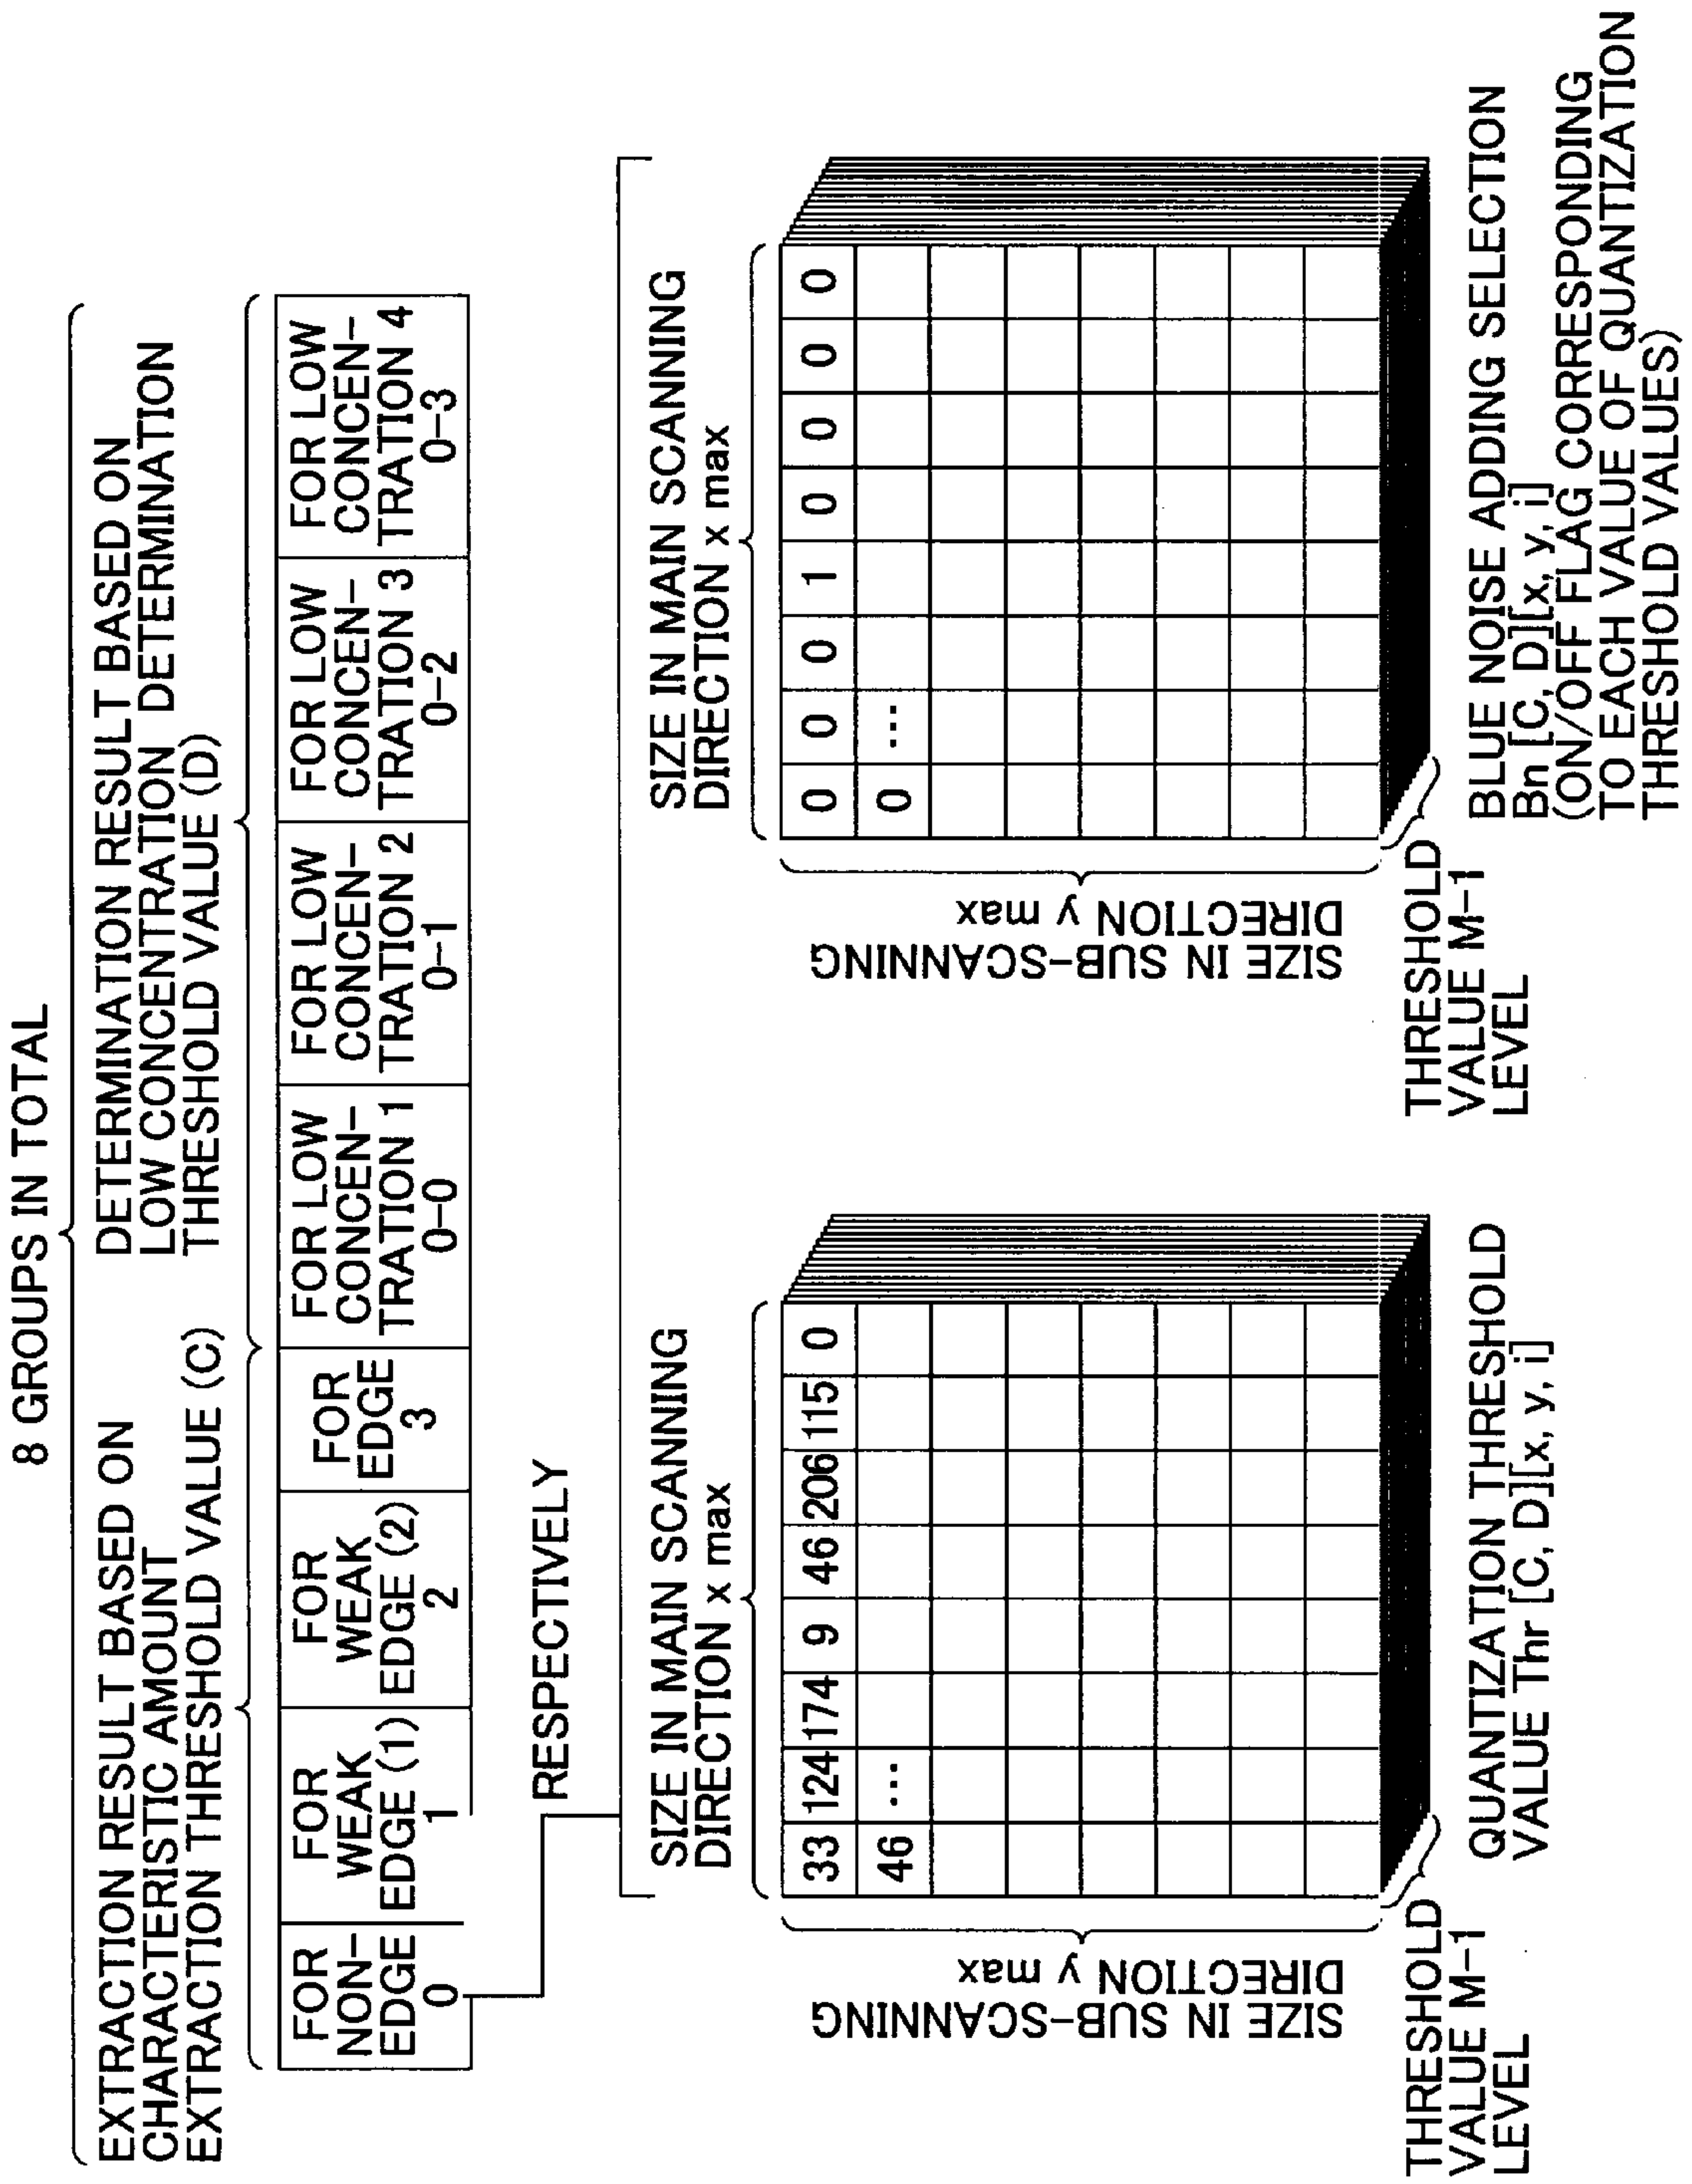 8 GROUPS IN TOTAL
EXTRACTION RESULT BASED ON
CHARACTERISTIC AMOUNT
EXTRACTION THRESHOLD VALUE (C)
DETERMINATION RESULT BASED ON
LOW CONCENTRATION DETERMINATION
THRESHOLD VALUE (D)
FOR
NON-
EDGE
0
FOR
WEAK
EDGE (1)
1
FOR
WEAK
EDGE (2)
2
FOR
EDGE
3
FOR LOW
CONCEN-
TRATION 1
0-0
FOR LOW
CONCEN-
TRATION 2
0-1
FOR LOW
CONCEN-
TRATION 3
0-2
FOR LOW
CONCEN-
TRATION 4
0-3
RESPECTIVELY
SIZE IN MAIN SCANNING
DIRECTION x max
SIZE IN SUB-SCANNING
DIRECTION y max
33 124 174 9 46 206 115 0
46 ...
THRESHOLD
VALUE M-1
LEVEL
QUANTIZATION THRESHOLD
VALUE Thr [C, D][x, y, i]
SIZE IN MAIN SCANNING
DIRECTION x max
SIZE IN SUB-SCANNING
DIRECTION y max
0 0 0 1 0 0 0 0
0 ...
THRESHOLD
VALUE M-1
LEVEL
BLUE NOISE ADDING SELECTION
Bn [C, D][x, y, i]
(ON/OFF FLAG CORRESPONDING
TO EACH VALUE OF QUANTIZATION
THRESHOLD VALUES)